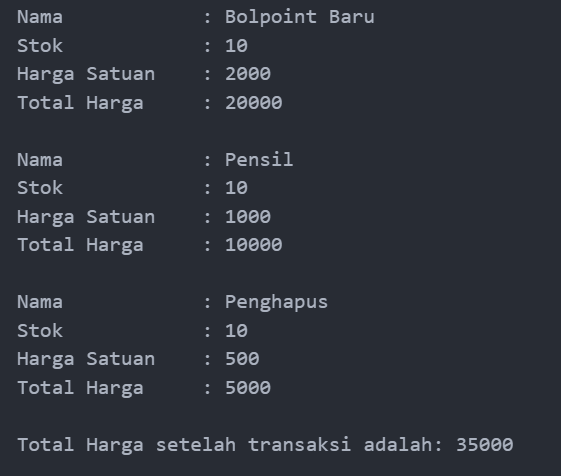 Nama : Bolpoint Baru
Stok : 10
Harga Satuan : 2000
Total Harga : 20000
Nama : Pensil
Stok : 10
Harga Satuan : 1000
Total Harga : 10000
Nama : Penghapus
Stok : 10
Harga Satuan : 500
Total Harga : 5000
Total Harga setelah transaksi adalah: 35000